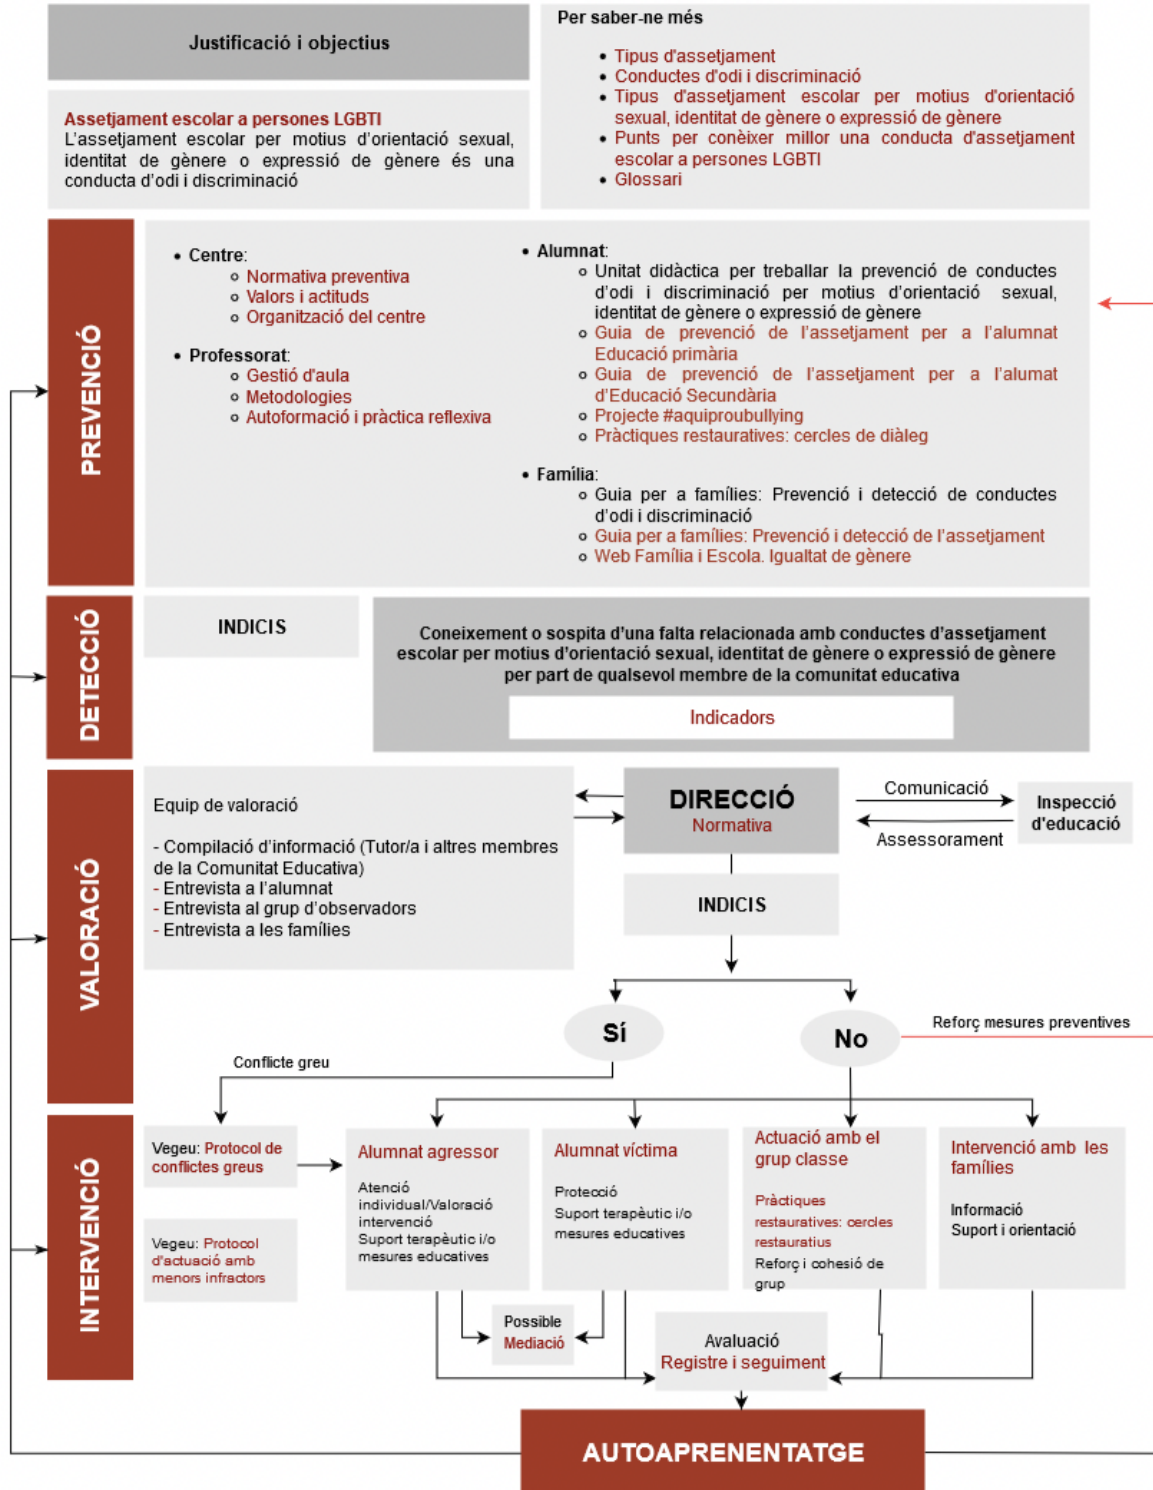 Justificació i objectius
Assetjament escolar a persones LGBTI
L'assetjament escolar per motius d'orientació sexual,
identitat de gènere o expressió de gènere és una
conducta d'odi i discriminació
Per saber-ne més
• Tipus d'assetjament
• Conductes d'odi i discriminació
• Tipus d'assetjament escolar per motius d'orientació
sexual, identitat de gènere o expressió de gènere
• Punts per conèixer millor una conducta d'assetjament
escolar a persones LGBTI
• Glossari
PREVENCIÓ
• Centre:
Normativa preventiva
Valors i actituds
Organització del centre
• Professorat:
Gestió d'aula
Metodologies
Autoformació i pràctica reflexiva
• Alumnat:
Unitat didàctica per treballar la prevenció de conductes
d'odi i discriminació per motius d'orientació sexual,
identitat de gènere o expressió de gènere
Guia de prevenció de l'assetjament per a l'alumnat
Educació primària
Guia de prevenció de l'assetjament per a l'alumat
d'Educació Secundària
Projecte #aquiproubullying
Pràctiques restauratives: cercles de diàleg
• Família:
Guia per a famílies: Prevenció i detecció de conductes
d'odi i discriminació
Guia per a famílies: Prevenció i detecció de l'assetjament
Web Família i Escola. Igualtat de gènere
DETECCIÓ
INDICIS
Coneixement o sospita d'una falta relacionada amb conductes d'assetjament
escolar per motius d'orientació sexual, identitat de gènere o expressió de gènere
per part de qualsevol membre de la comunitat educativa
Indicadors
VALORACIÓ
Equip de valoració
- Compilació d'informació (Tutor/a i altres membres
de la Comunitat Educativa)
- Entrevista a l'alumnat
- Entrevista al grup d'observadors
- Entrevista a les famílies
DIRECCIÓ
Normativa
Comunicació
Assessorament
Inspecció
d'educació
INDICIS
Sí
No
Reforç mesures preventives
Conflicte greu
INTERVENCIÓ
Vegeu: Protocol de
conflictes greus
Vegeu: Protocol
d'actuació amb
menors infractors
Alumnat agressor
Atenció
individual/Valoració
intervenció
Suport terapèutic i/o
mesures educatives
Alumnat víctima
Protecció
Suport terapèutic i/o
mesures educatives
Actuació amb el
grup classe
Pràctiques
restauratives: cercles
restauratius
Reforç i cohesió de
grup
Intervenció amb les
famílies
Informació
Suport i orientació
Possible
Mediació
Avaluació
Registre i seguiment
AUTOAPRENENTATGE